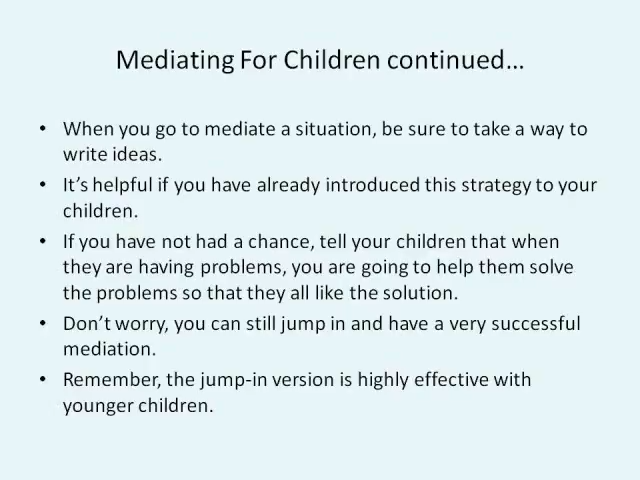 Mediating For Children continued…
• When you go to mediate a situation, be sure to take a way to
write ideas.
• It’s helpful if you have already introduced this strategy to your
children.
• If you have not had a chance, tell your children that when
they are having problems, you are going to help them solve
the problems so that they all like the solution.
• Don’t worry, you can still jump in and have a very successful
mediation.
• Remember, the jump-in version is highly effective with
younger children.